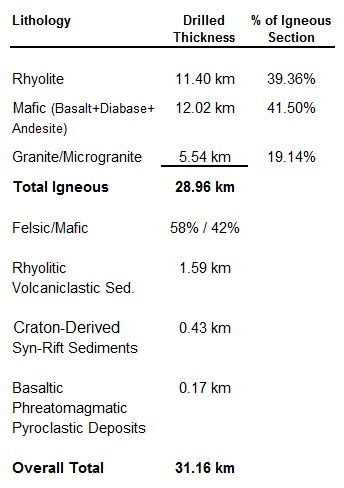 Lithology Drilled Thickness % of Igneous Section
Rhyolite 11.40 km 39.36%
Mafic (Basalt+Diabase+
Andesite) 12.02 km 41.50%
Granite/Microgranite 5.54 km 19.14%
Total Igneous 28.96 km
Felsic/Mafic 58% / 42%
Rhyolitic 1.59 km
Volcaniclastic Sed.
Craton-Derived 0.43 km
Syn-Rift Sediments
Basaltic 0.17 km
Phreatomagmatic
Pyroclastic Deposits
Overall Total 31.16 km